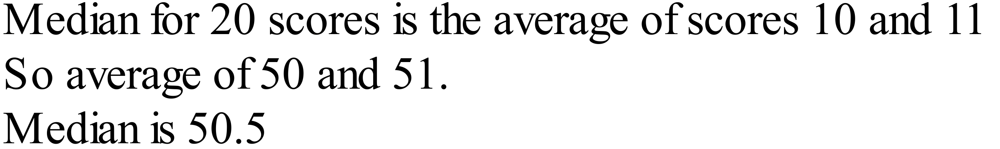 Median for 20 scores is the average of scores 10 and 11
So average of 50 and 51.
Median is 50.5